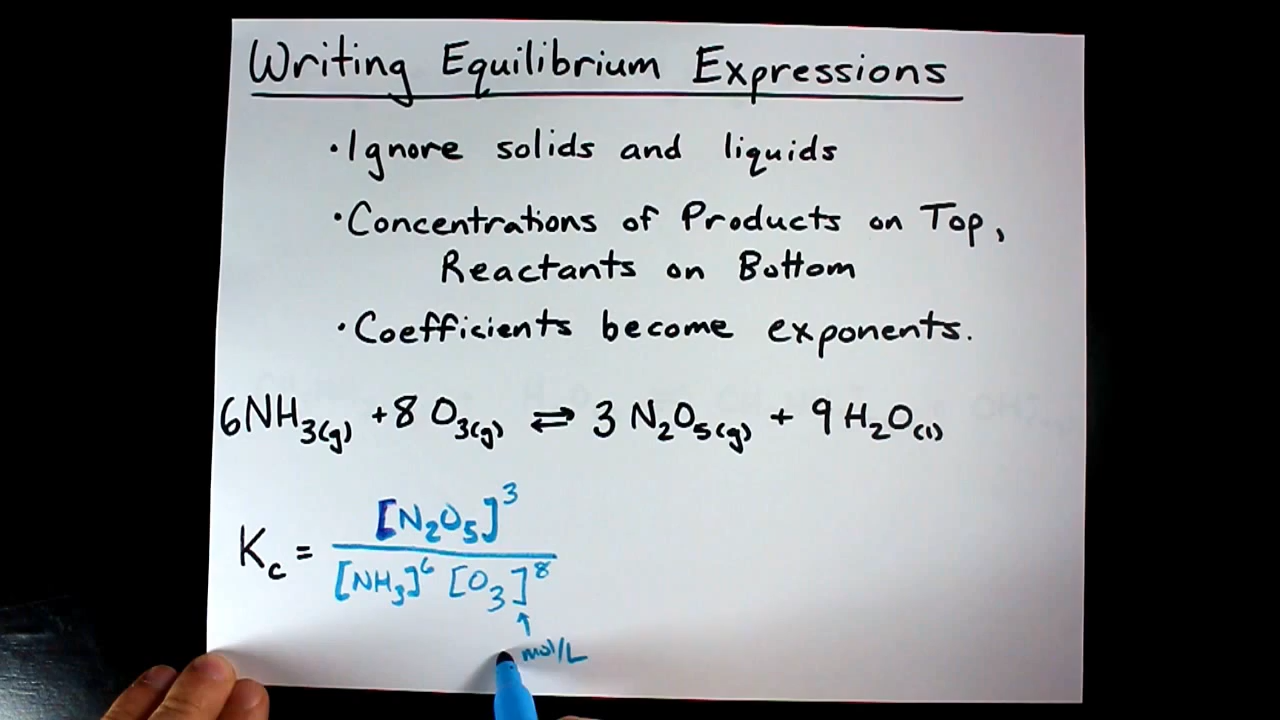 Writing Equilibrium Expressions
• Ignore solids and liquids
• Concentrations of Products on Top,
Reactants on Bottom
• Coefficients become exponents.
6NH₃(g) + 8 O₃(g) ⇌ 3 N₂O₅(g) + 9 H₂O(l)
[N₂O₅]³
K_c =
[NH₃]⁶ [O₃]⁸
↑
mol/L